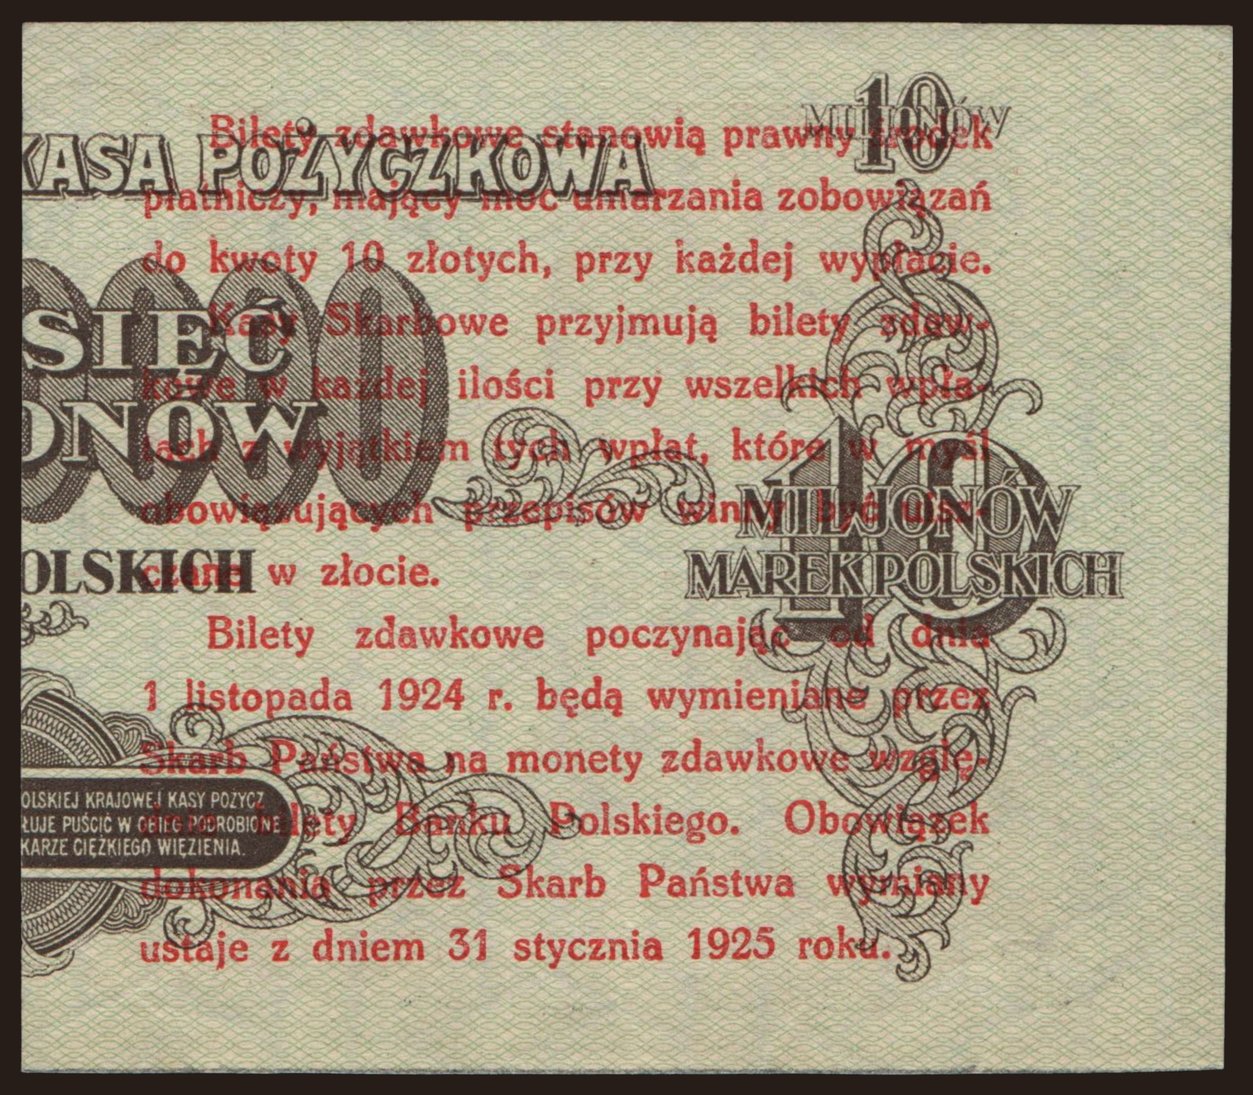 10
MILIONÓW
KASA POŻYCZKOWA
Bilety zdawkowe stanowią prawny środek
płatniczy, mający moc umarzania zobowiązań
do kwoty 10 złotych, przy każdej wypłacie.
Kasy Skarbowe przyjmują bilety zdaw-
kowe w każdej ilości przy wszelkich wpła-
tach z wyjątkiem tych wpłat, które w myśl
obowiązujących przepisów winny być uisz-
czane w złocie.
Bilety zdawkowe poczynając od dnia
1 listopada 1924 r. będą wymieniane przez
Skarb Państwa na monety zdawkowe wzglę-
dnie bilety Banku Polskiego. Obowiązek
dokonania przez Skarb Państwa wymiany
ustaje z dniem 31 stycznia 1925 roku.
SIĘĆ
ONÓW
OLSKICH
10
MILJONÓW
MAREK POLSKICH
OLSKIEJ KRAJOWEJ KASY POŻYCZ.
ŁUJE PUŚCIĆ W OBIEG PODROBIONE
KARZE CIĘŻKIEGO WIĘZIENIA.